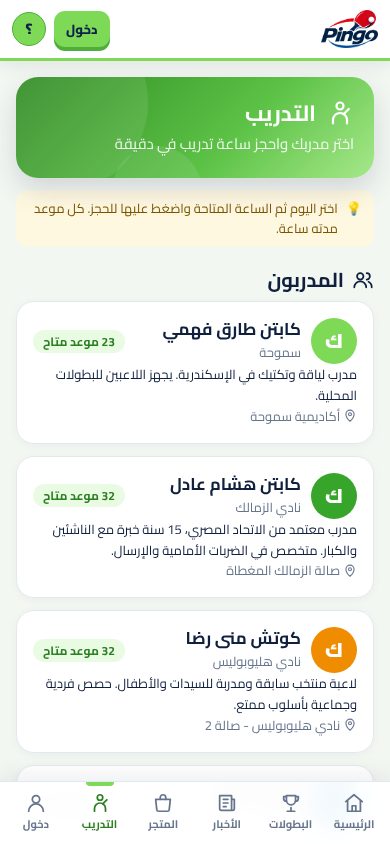 Pingo
دخول
؟
التدريب
اختر مدربك واحجز ساعة تدريب في دقيقة
💡 اختر اليوم ثم الساعة المتاحة واضغط عليها للحجز. كل موعد
مدته ساعة.
المدربون
كابتن طارق فهمي
سموحة
23 موعد متاح
مدرب لياقة وتكتيك في الإسكندرية. يجهز اللاعبين للبطولات
المحلية.
أكاديمية سموحة
ك
كابتن هشام عادل
نادي الزمالك
32 موعد متاح
مدرب معتمد من الاتحاد المصري، 15 سنة خبرة مع الناشئين
والكبار. متخصص في الضربات الأمامية والإرسال.
صالة الزمالك المغطاة
ك
كوتش منى رضا
نادي هليوبوليس
32 موعد متاح
لاعبة منتخب سابقة ومدربة للسيدات والأطفال. حصص فردية
وجماعية بأسلوب ممتع.
نادي هليوبوليس - صالة 2
ك
الرئيسية
البطولات
الأخبار
المتجر
التدريب
دخول